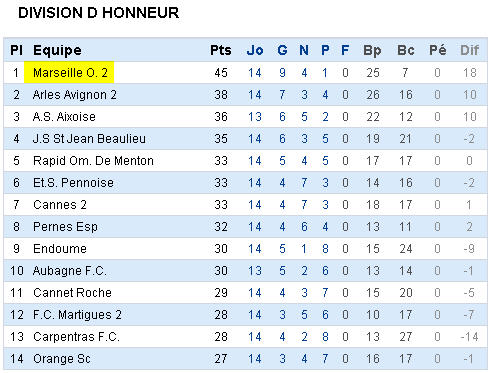 DIVISION D HONNEUR
Pl Equipe Pts Jo G N P F Bp Bc Pé Dif
1 Marseille O. 2 45 14 9 4 1 0 25 7 0 18
2 Arles Avignon 2 38 14 7 3 4 0 26 16 0 10
3 A.S. Aixoise 36 13 6 5 2 0 22 12 0 10
4 J.S St Jean Beaulieu 35 14 6 3 5 0 19 21 0 -2
5 Rapid Om. De Menton 33 14 5 4 5 0 17 17 0 0
6 Et.S. Pennoise 33 14 4 7 3 0 14 16 0 -2
7 Cannes 2 33 14 4 7 3 0 18 17 0 1
8 Pernes Esp 32 14 4 6 4 0 13 11 0 2
9 Endoume 30 14 5 1 8 0 15 24 0 -9
10 Aubagne F.C. 30 13 5 2 6 0 13 14 0 -1
11 Cannet Roche 29 14 4 3 7 0 15 20 0 -5
12 F.C. Martigues 2 28 14 3 5 6 0 10 17 0 -7
13 Carpentras F.C. 28 14 4 2 8 0 13 27 0 -14
14 Orange Sc 27 14 3 4 7 0 16 17 0 -1